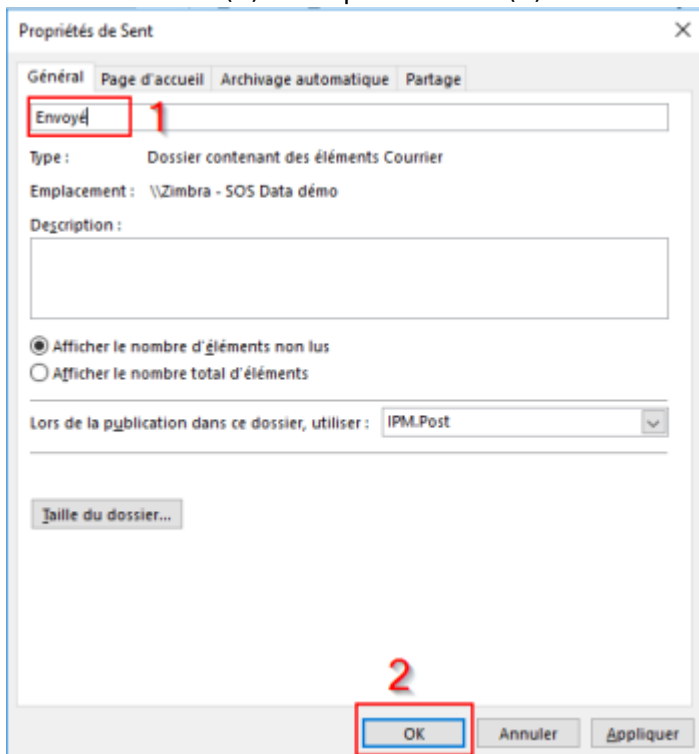 Propriétés de Sent
Général Page d'accueil Archivage automatique Partage
Envoyé 1
Type : Dossier contenant des éléments Courrier
Emplacement : \\Zimbra - SOS Data démo
Description :
Afficher le nombre d'éléments non lus
Afficher le nombre total d'éléments
Lors de la publication dans ce dossier, utiliser : IPM.Post
Taille du dossier...
2
OK Annuler Appliquer